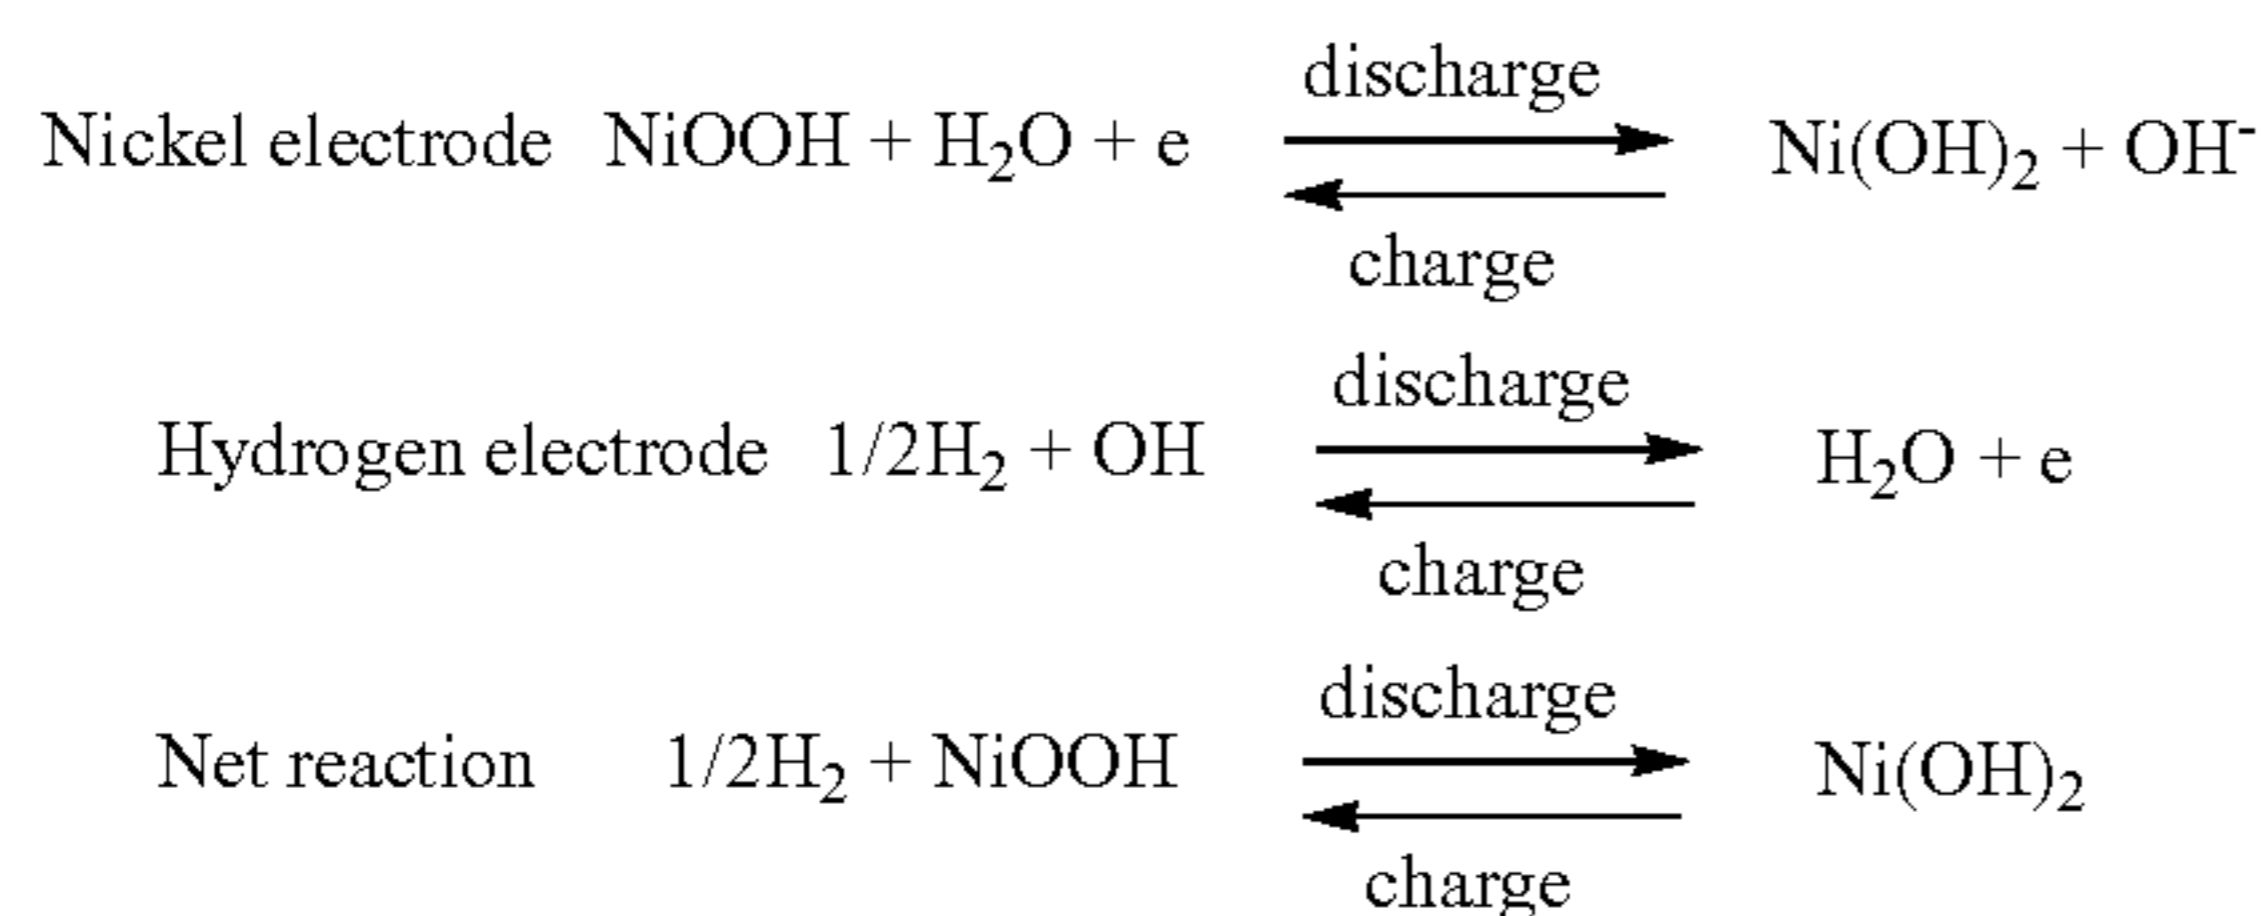 discharge
Nickel electrode NiOOH + H₂O + e Ni(OH)₂ + OH⁻
charge
discharge
Hydrogen electrode 1/2H₂ + OH H₂O + e
charge
discharge
Net reaction 1/2H₂ + NiOOH Ni(OH)₂
charge